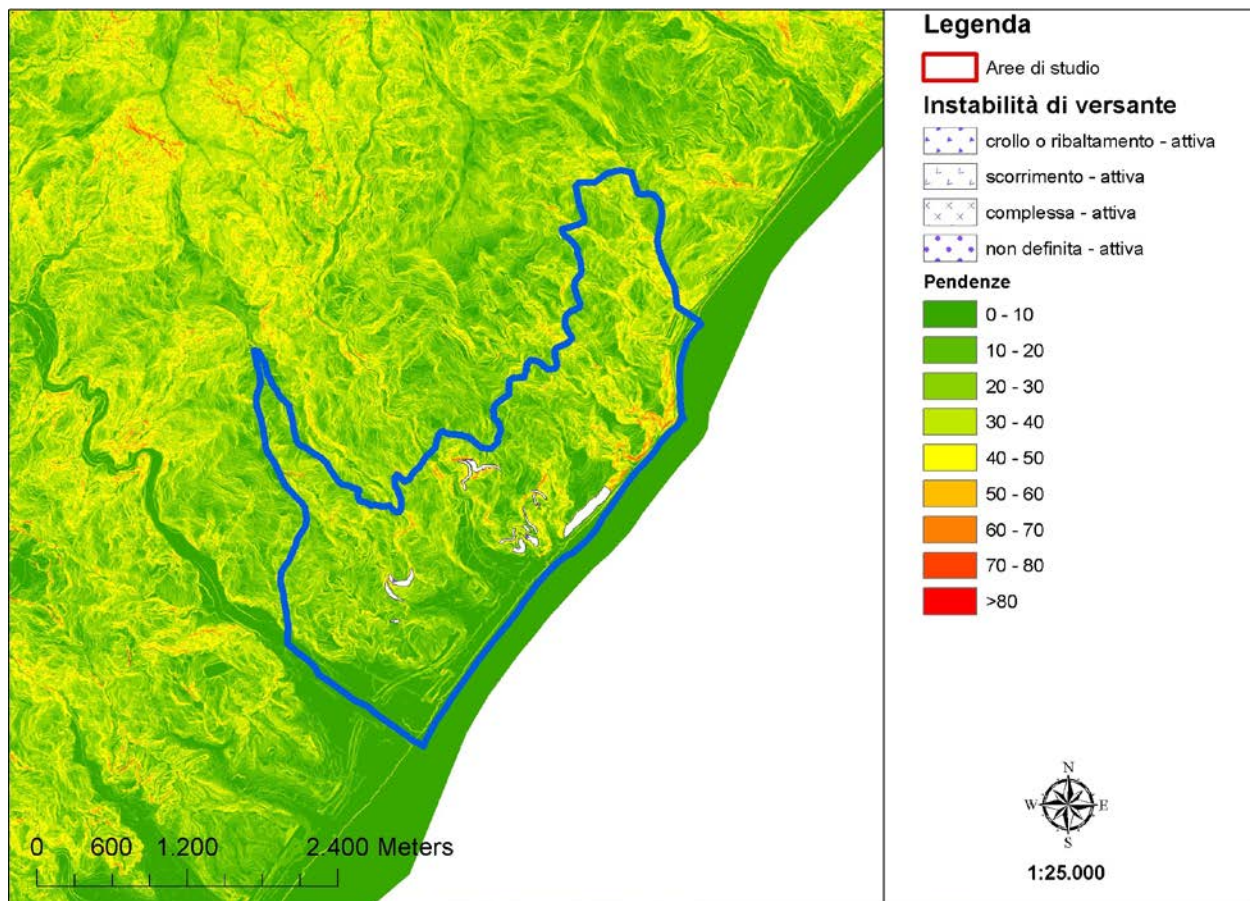 Legenda
Aree di studio
Instabilità di versante
crollo o ribaltamento - attiva
scorrimento - attiva
complessa - attiva
non definita - attiva
Pendenze
0 - 10
10 - 20
20 - 30
30 - 40
40 - 50
50 - 60
60 - 70
70 - 80
>80
N
W E
S
1:25.000
0 600 1.200 2.400 Meters